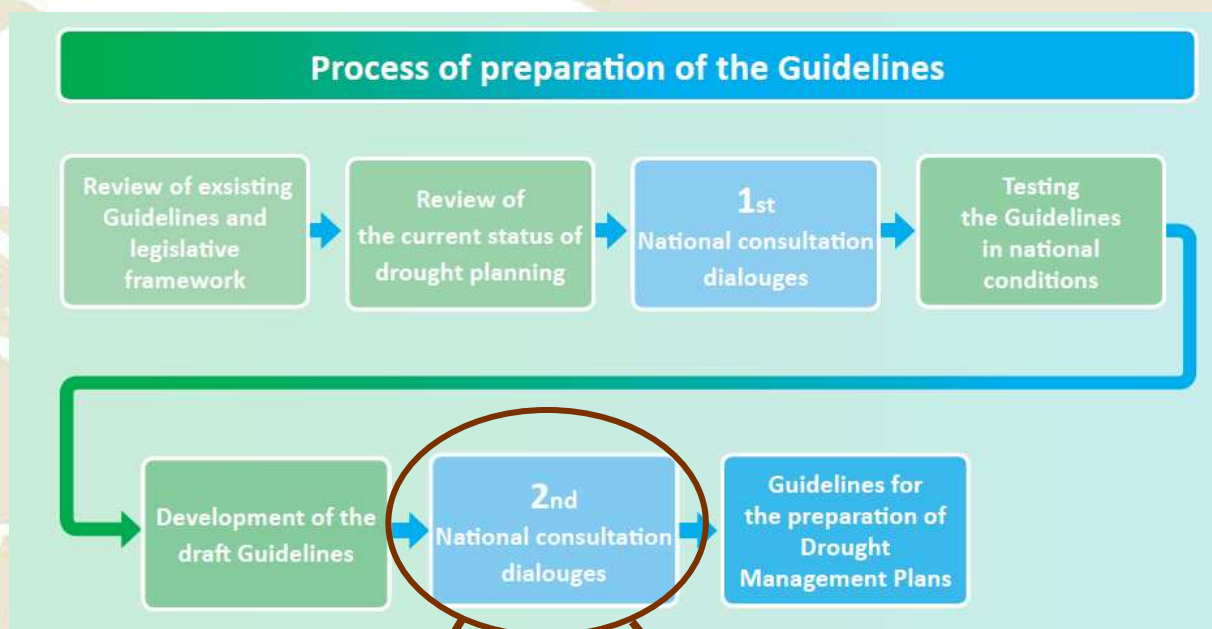 Process of preparation of the Guidelines
Review of exsisting
Guidelines and
legislative
framework
Review of
the current status of
drought planning
1st
National consultation
dialouges
Testing
the Guidelines
in national
conditions
Development of the
draft Guidelines
2nd
National consultation
dialouges
Guidelines for
the preparation of
Drought
Management Plans